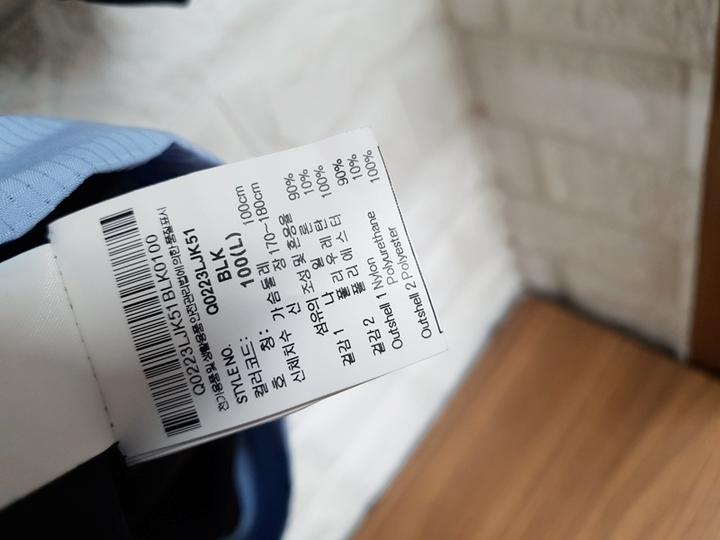 Q0223LJK51BLK0100
전기용품및생활용품 안전관리법에 의한 품질표시
STYLE NO. Q0223LJK51
컬러코드: BLK
호 칭: 100(L)
신체치수 가슴둘레 100cm
신 장 170~180cm
섬유의 조성및 혼용율
겉감 1 나 일 론 90%
폴 리 우 레 탄 10%
겉감 2 폴 리 에 스 터 100%
Outshell 1 Nylon 90%
Polyurethane 10%
Outshell 2 Polyester 100%